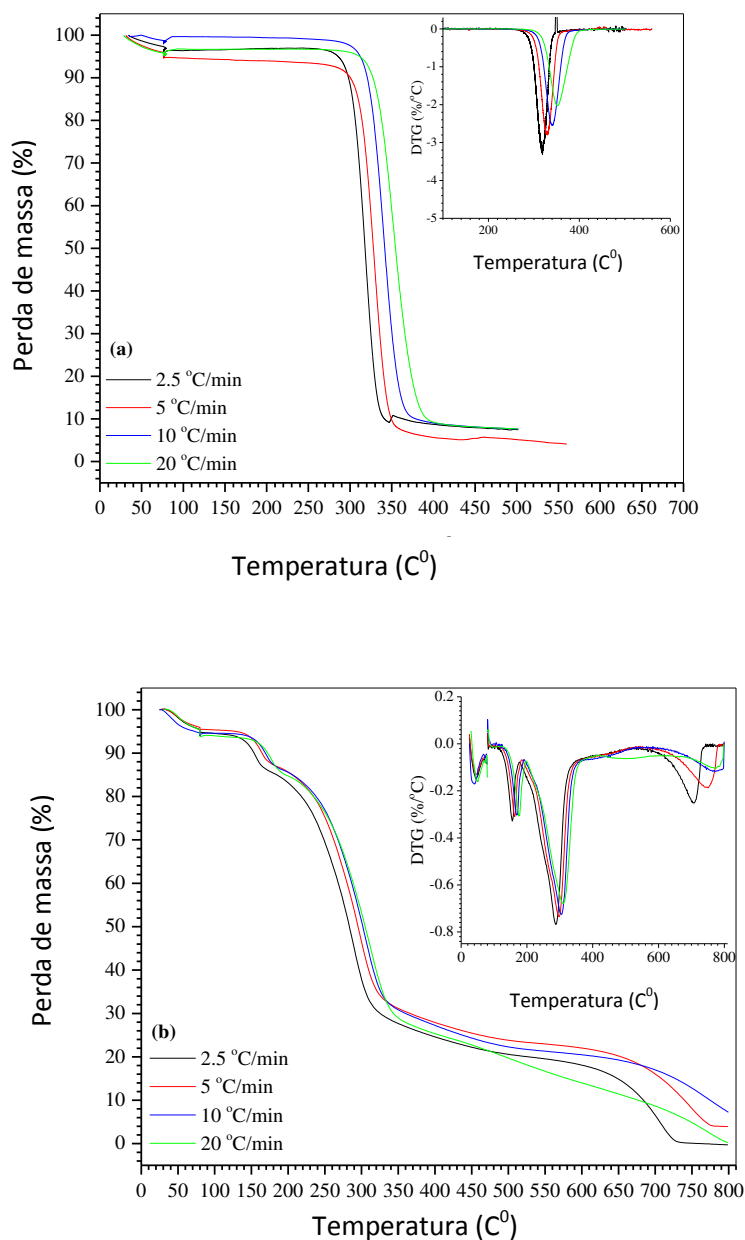 100
90
80
70
60
50
40
30
20
10
0
Perda de massa (%)
0 50 100 150 200 250 300 350 400 450 500 550 600 650 700
Temperatura (C⁰)
(a)
2.5 °C/min
5 °C/min
10 °C/min
20 °C/min
0
-1
-2
-3
-4
-5
DTG (%/°C)
200 400 600
Temperatura (C⁰)
100
90
80
70
60
50
40
30
20
10
0
Perda de massa (%)
0 50 100 150 200 250 300 350 400 450 500 550 600 650 700 750 800
Temperatura (C⁰)
(b)
2.5 °C/min
5 °C/min
10 °C/min
20 °C/min
0.2
0.0
-0.2
-0.4
-0.6
-0.8
DTG (%/°C)
0 200 400 600 800
Temperatura (C⁰)